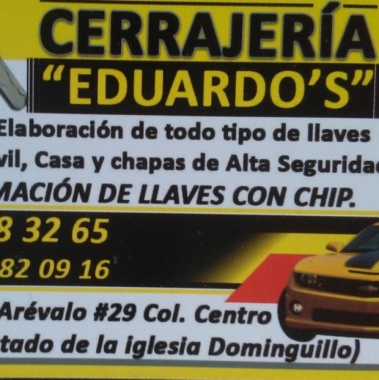 CERRAJERÍA
"EDUARDO'S"
Elaboración de todo tipo de llaves
vil, Casa y chapas de Alta Seguridad
MACIÓN DE LLAVES CON CHIP.
8 32 65
82 09 16
Arévalo #29 Col. Centro
tado de la iglesia Dominguillo)